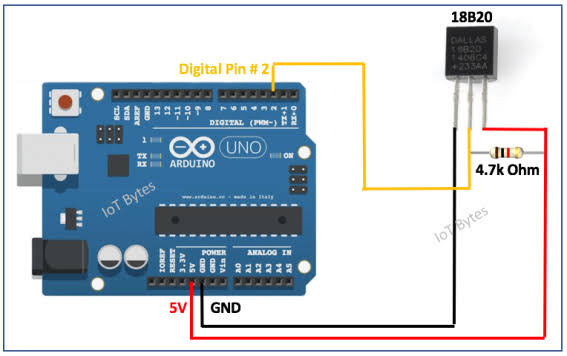 18B20
DALLAS
18B20
1408C4
+233AA
Digital Pin # 2
SCL
SDA
AREF
GND
13
12
~11
~10
~9
8
7
~6
~5
4
~3
2
TX→1
RX←0
DIGITAL (PWM~)
TX
RX
UNO
ON
ARDUINO
4.7k Ohm
IoT Bytes
IoT Bytes
www.arduino.cc
made in Italy
POWER
ANALOG IN
IOREF
RESET
3.3V
5V
GND
GND
Vin
A0
A1
A2
A3
A4
A5
5V
GND